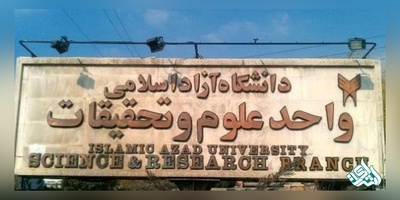 دانشگاه آزاد اسلامی
واحد علوم و تحقیقات
ISLAMIC AZAD UNIVERSITY
SCIENCE & RESEARCH BRANCH